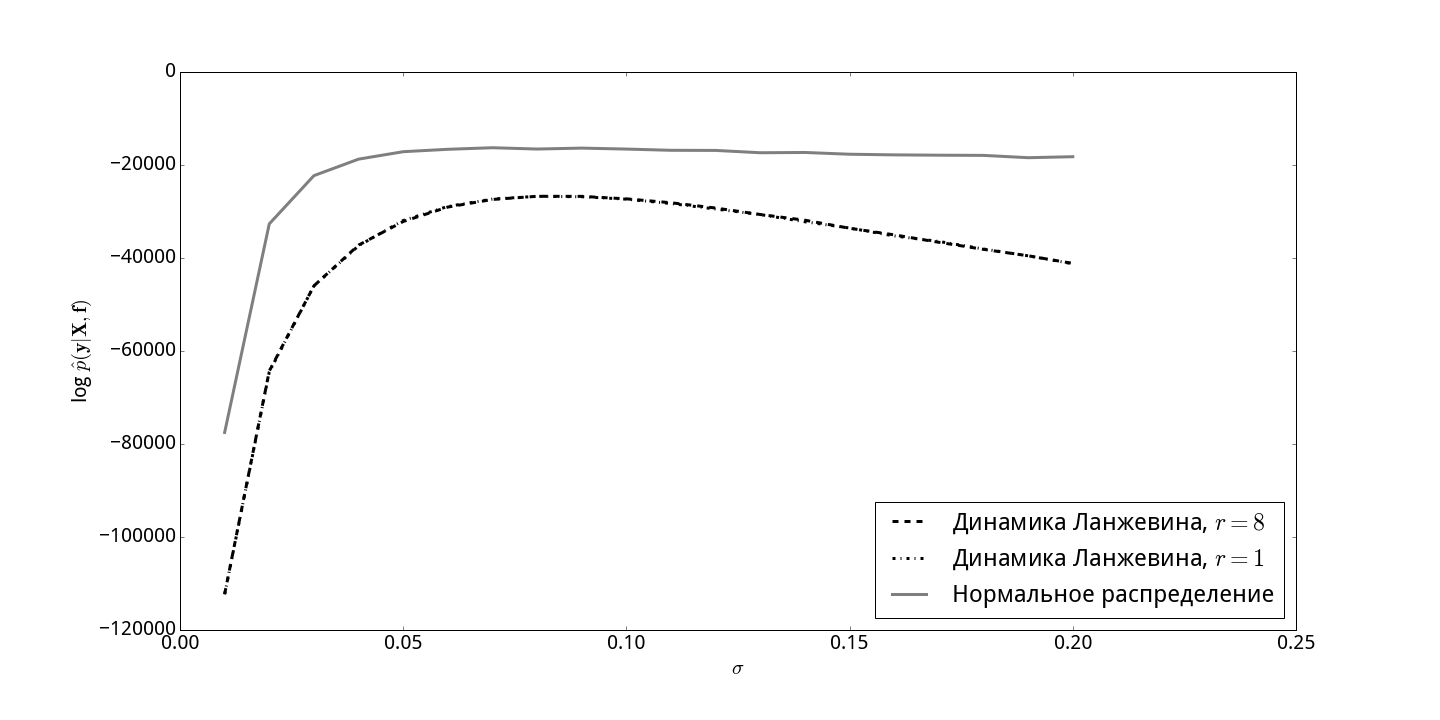 0
−20000
−40000
−60000
−80000
−100000
−120000
log p̂(y|X, f)
0.00 0.05 0.10 0.15 0.20 0.25
σ
Динамика Ланжевина, r = 8
Динамика Ланжевина, r = 1
Нормальное распределение